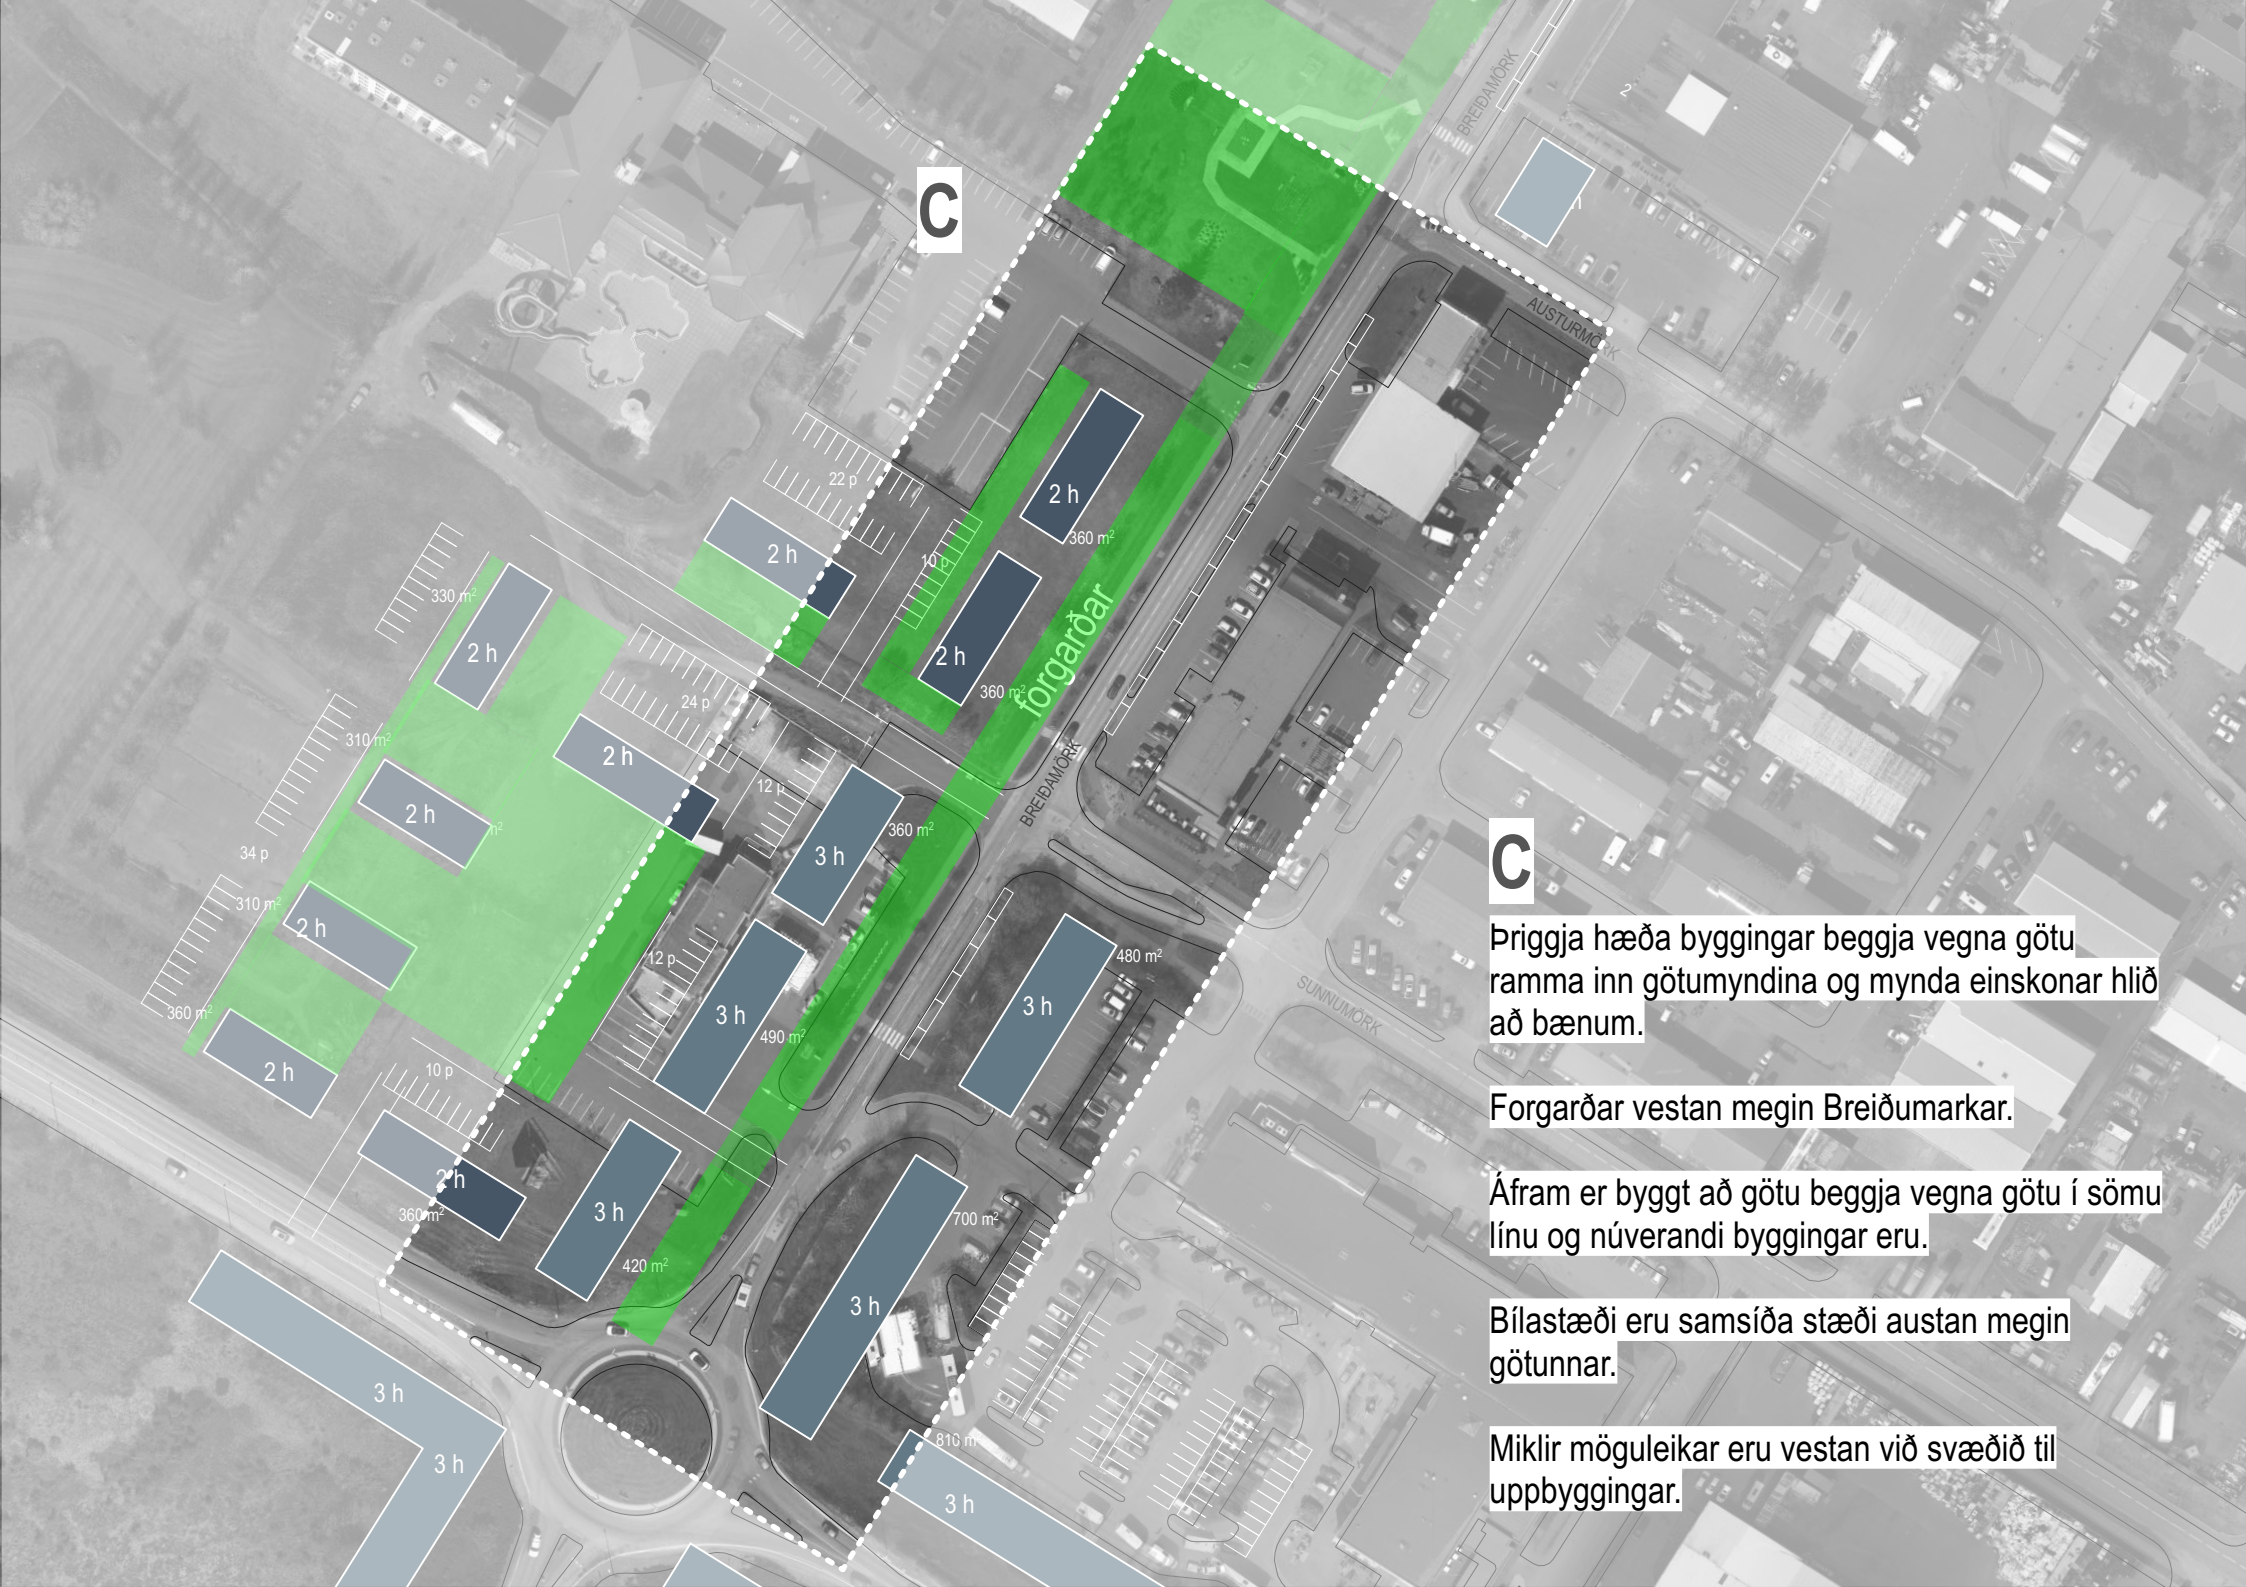 BREIÐAMÖRK
2
C
AUSTURMÖRK
22 p
2 h
360 m²
2 h
10 p
330 m²
2 h
2 h
360 m²
forgarðar
24 p
310 m²
2 h
BREIÐAMÖRK
12 p
2 h
360 m²
3 h
34 p
310 m²
2 h
12 p
480 m²
3 h
SUNNUMÖRK
360 m²
3 h
490 m²
2 h
10 p
2 h
360 m²
3 h
700 m²
420 m²
3 h
3 h
3 h
810 m
3 h
C
Þriggja hæða byggingar beggja vegna götu
ramma inn götumyndina og mynda einskonar hlið
að bænum.
Forgarðar vestan megin Breiðumarkar.
Áfram er byggt að götu beggja vegna götu í sömu
línu og núverandi byggingar eru.
Bílastæði eru samsíða stæði austan megin
götunnar.
Miklir möguleikar eru vestan við svæðið til
uppbyggingar.